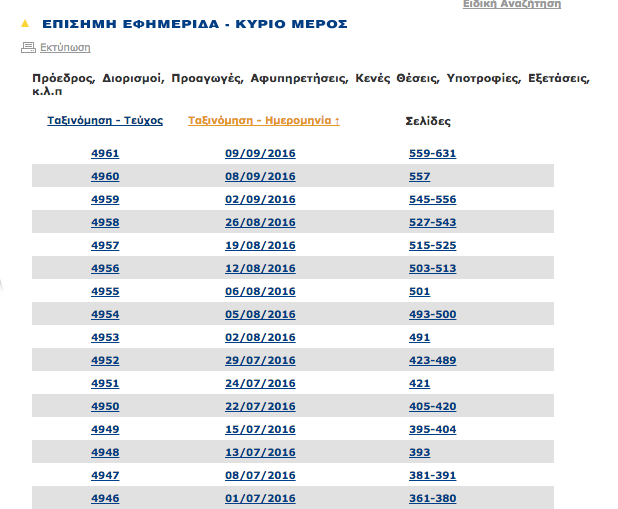 Ειδική Αναζήτηση
ΕΠΙΣΗΜΗ ΕΦΗΜΕΡΙΔΑ - ΚΥΡΙΟ ΜΕΡΟΣ
Εκτύπωση
Πρόεδρος, Διορισμοί, Προαγωγές, Αφυπηρετήσεις, Κενές Θέσεις, Υποτροφίες, Εξετάσεις,
κ.λ.π
Ταξινόμηση - Τεύχος Ταξινόμηση - Ημερομηνία ↑ Σελίδες
4961 09/09/2016 559-631
4960 08/09/2016 557
4959 02/09/2016 545-556
4958 26/08/2016 527-543
4957 19/08/2016 515-525
4956 12/08/2016 503-513
4955 06/08/2016 501
4954 05/08/2016 493-500
4953 02/08/2016 491
4952 29/07/2016 423-489
4951 24/07/2016 421
4950 22/07/2016 405-420
4949 15/07/2016 395-404
4948 13/07/2016 393
4947 08/07/2016 381-391
4946 01/07/2016 361-380